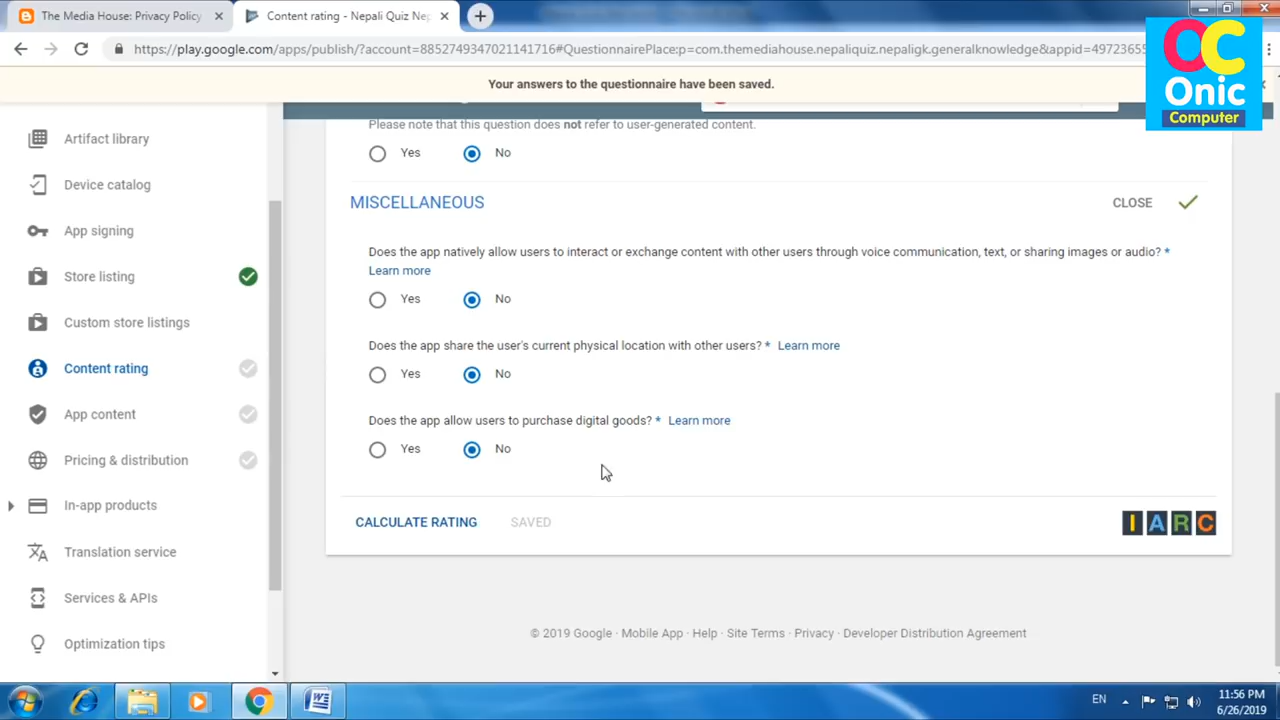 The Media House: Privacy Policy
Content rating - Nepali Quiz Nep
https://play.google.com/apps/publish/?account=8852749347021141716#QuestionnairePlace:p=com.themediahouse.nepaliquiz.nepaligk.generalknowledge&appid=49723655
OC
Onic
Computer
Your answers to the questionnaire have been saved.
Artifact library
Device catalog
App signing
Store listing
Custom store listings
Content rating
App content
Pricing & distribution
In-app products
Translation service
Services & APIs
Optimization tips
Please note that this question does not refer to user-generated content.
Yes No
MISCELLANEOUS CLOSE
Does the app natively allow users to interact or exchange content with other users through voice communication, text, or sharing images or audio? *
Learn more
Yes No
Does the app share the user's current physical location with other users? * Learn more
Yes No
Does the app allow users to purchase digital goods? * Learn more
Yes No
CALCULATE RATING SAVED IARC
© 2019 Google · Mobile App · Help · Site Terms · Privacy · Developer Distribution Agreement
EN 11:56 PM
6/26/2019